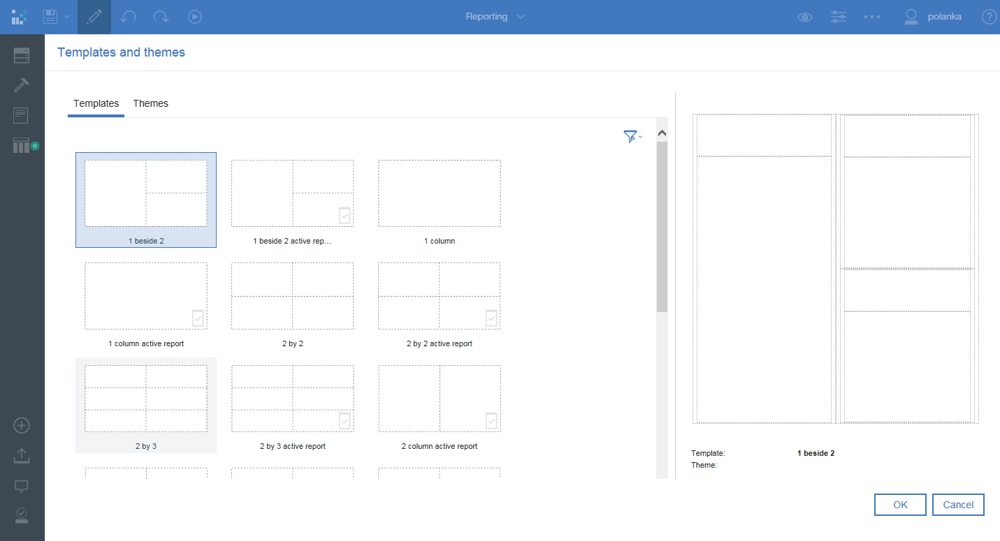 Reporting
polanka
?
Templates and themes
Templates Themes
1 beside 2
1 beside 2 active rep...
1 column
1 column active report
2 by 2
2 by 2 active report
2 by 3
2 by 3 active report
2 column active report
Template: 1 beside 2
Theme:
OK Cancel